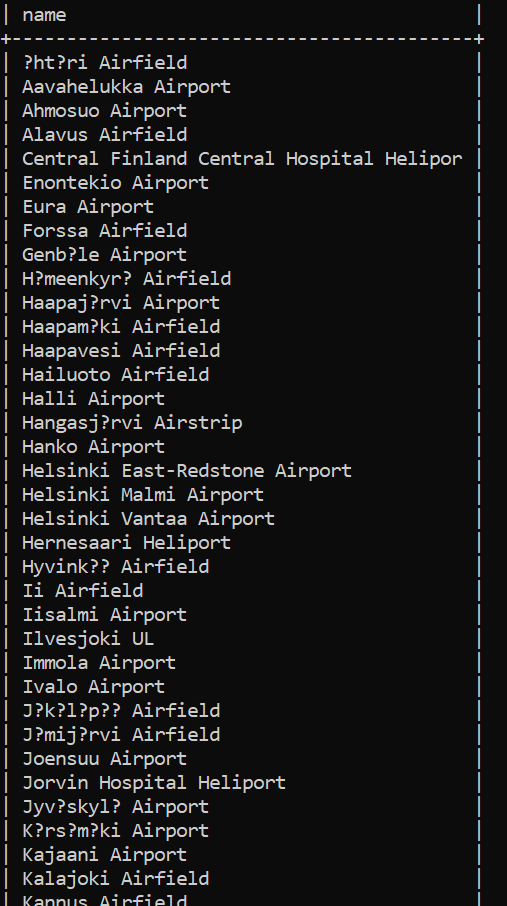 | name |
+------------------------------------------+
| ?ht?ri Airfield |
| Aavahelukka Airport |
| Ahmosuo Airport |
| Alavus Airfield |
| Central Finland Central Hospital Helipor |
| Enontekio Airport |
| Eura Airport |
| Forssa Airfield |
| Genb?le Airport |
| H?meenkyr? Airfield |
| Haapaj?rvi Airport |
| Haapam?ki Airfield |
| Haapavesi Airfield |
| Hailuoto Airfield |
| Halli Airport |
| Hangasj?rvi Airstrip |
| Hanko Airport |
| Helsinki East-Redstone Airport |
| Helsinki Malmi Airport |
| Helsinki Vantaa Airport |
| Hernesaari Heliport |
| Hyvink?? Airfield |
| Ii Airfield |
| Iisalmi Airport |
| Ilvesjoki UL |
| Immola Airport |
| Ivalo Airport |
| J?k?l?p?? Airfield |
| J?mij?rvi Airfield |
| Joensuu Airport |
| Jorvin Hospital Heliport |
| Jyv?skyl? Airport |
| K?rs?m?ki Airport |
| Kajaani Airport |
| Kalajoki Airfield |
| Kannus Airfield |